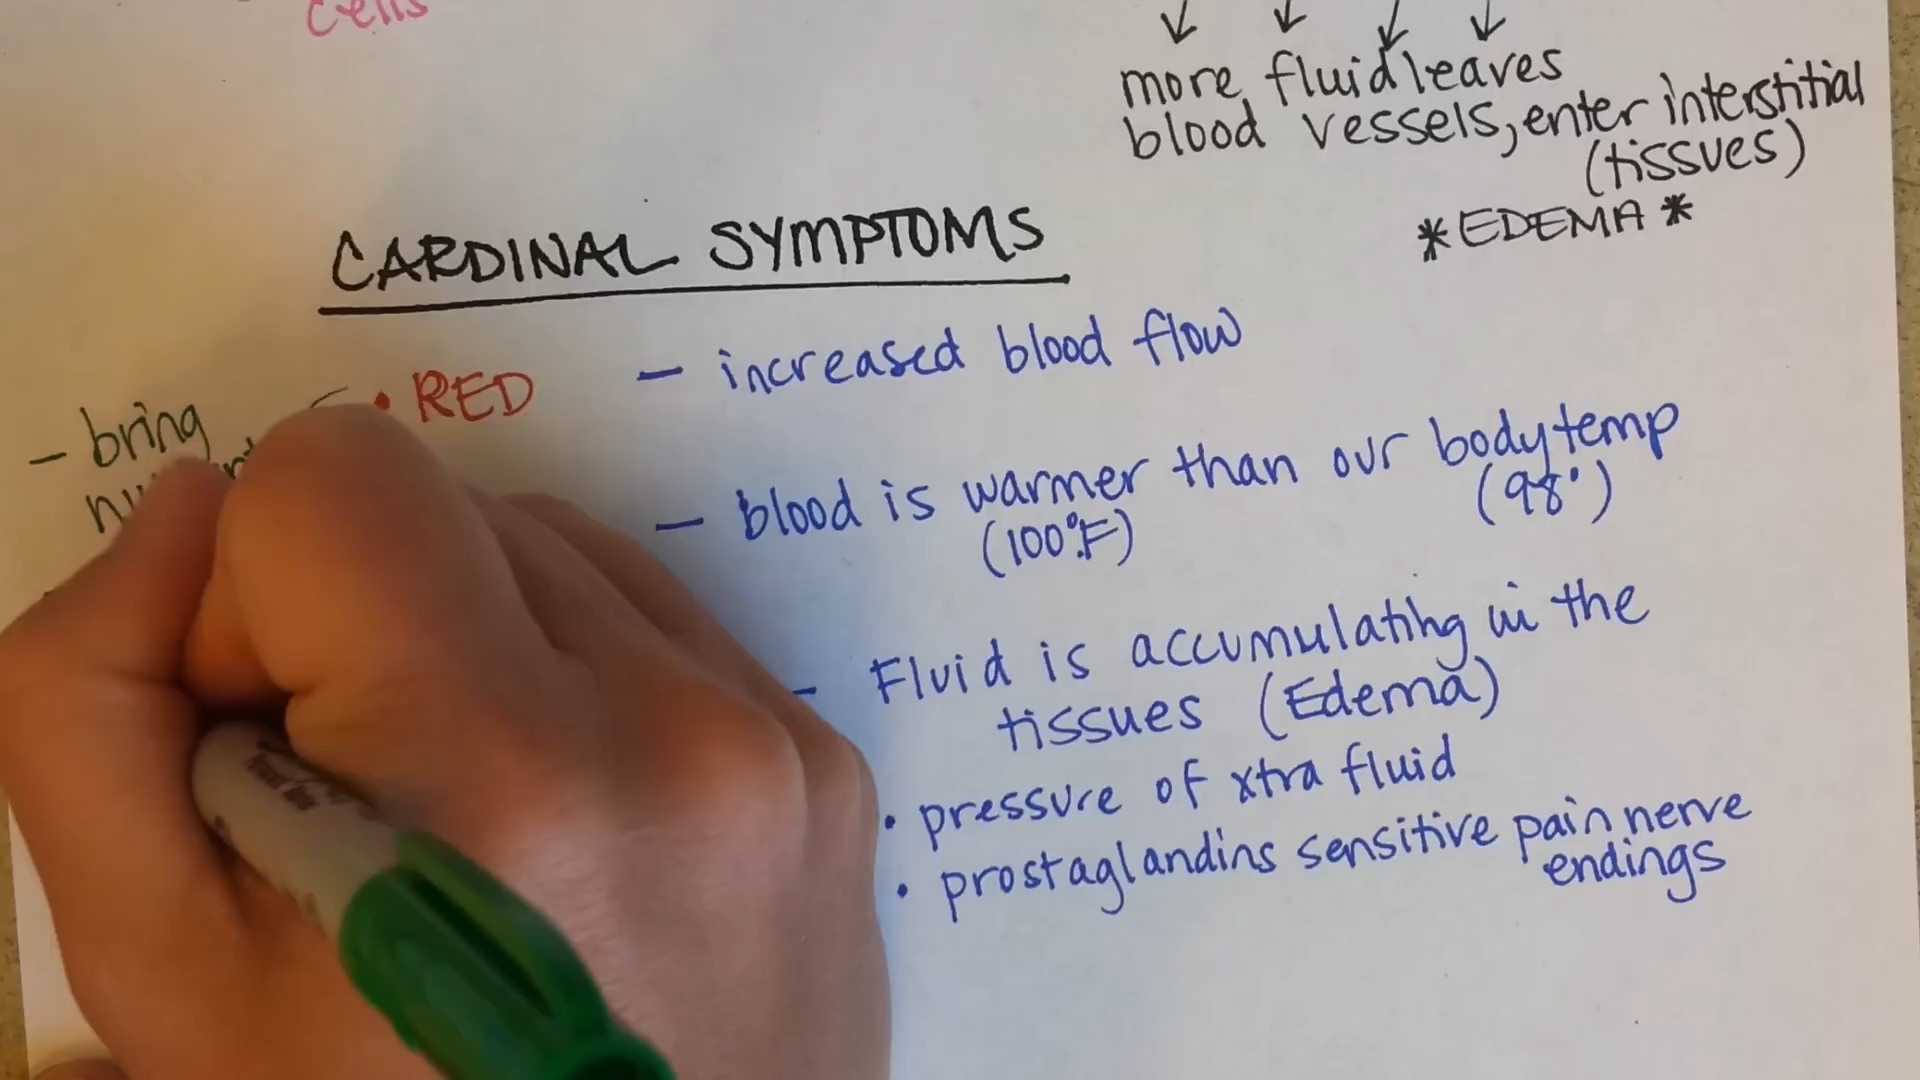 cells
more fluid leaves
blood vessels, enter interstitial
(tissues)
*EDEMA*
CARDINAL SYMPTOMS
• RED — increased blood flow
— bring
— blood is warmer than our body temp
(100°F) (98°)
- Fluid is accumulating in the
tissues (Edema)
• pressure of xtra fluid
• prostaglandins sensitive pain nerve
endings